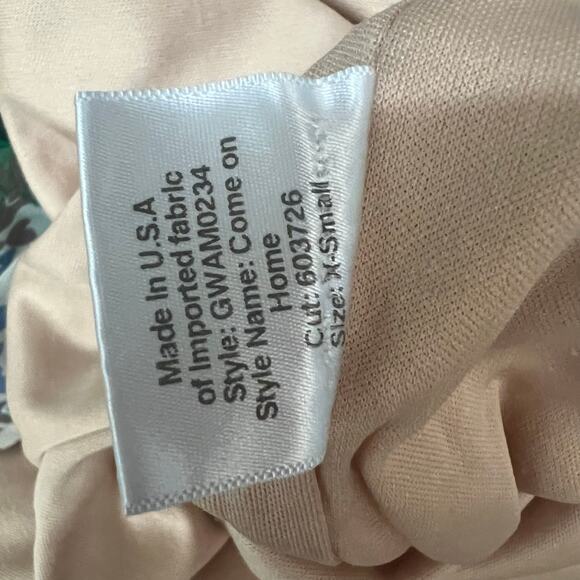 Made In U.S.A
of Imported fabric
Style: GWAM0234
Style Name: Come on
Home
Cut: 603726
Size: X-Small